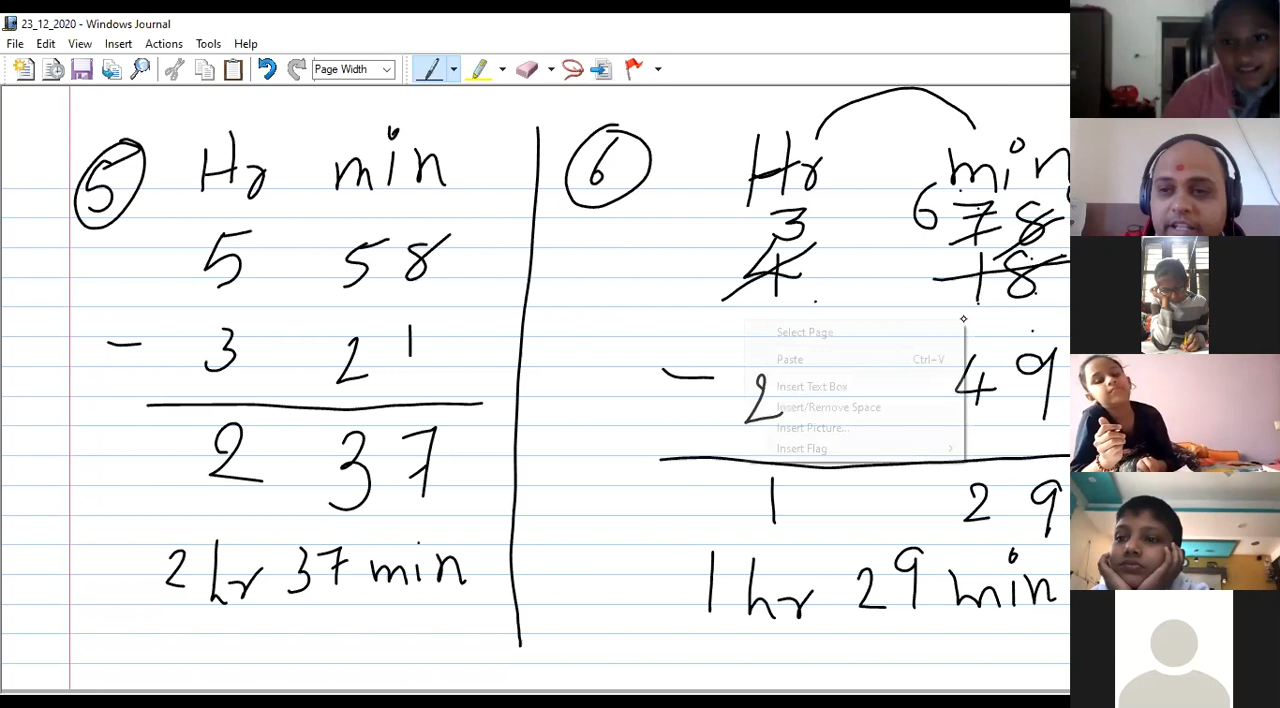 23_12_2020 - Windows Journal
File Edit View Insert Actions Tools Help
Page Width
5 Hr min
5 58
- 3 21
2 37
2 hr 37 min
6 Hr min
3 6 7 8
4 18
- 2 49
1 29
1 hr 29 min
Select Page
Paste Ctrl+V
Insert Text Box
Insert/Remove Space
Insert Picture...
Insert Flag